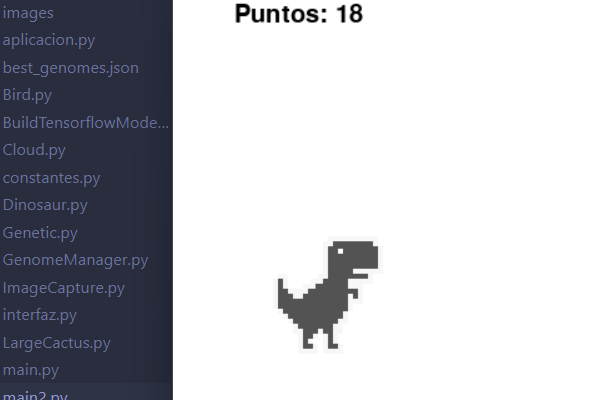 images
aplicacion.py
best_genomes.json
Bird.py
BuildTensorflowMode...
Cloud.py
constantes.py
Dinosaur.py
Genetic.py
GenomeManager.py
ImageCapture.py
interfaz.py
LargeCactus.py
main.py
main2.py
Puntos: 18